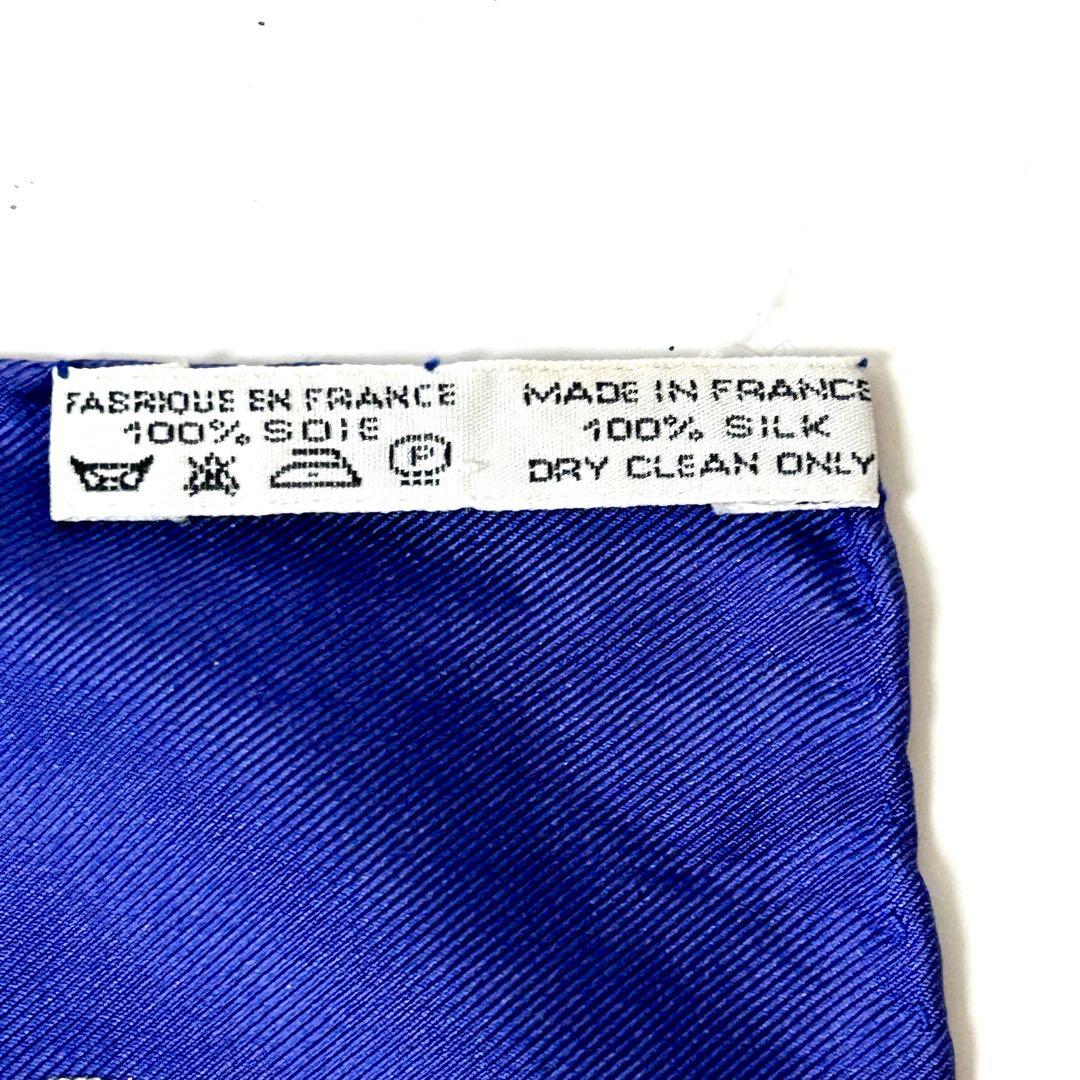 FABRIQUE EN FRANCE
100% SOIE
P
MADE IN FRANCE
100% SILK
DRY CLEAN ONLY